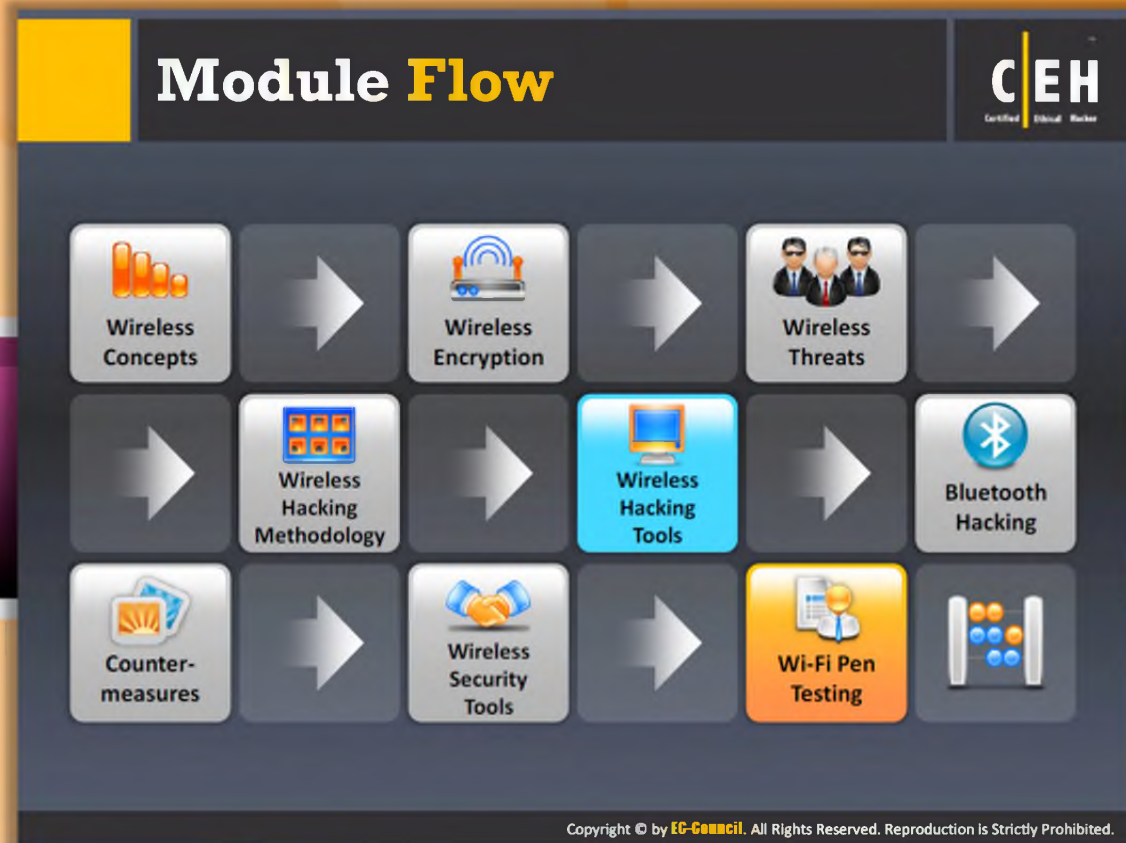 Module Flow
CEH
Certified Ethical Hacker
Wireless
Concepts
Wireless
Encryption
Wireless
Threats
Wireless
Hacking
Methodology
Wireless
Hacking
Tools
Bluetooth
Hacking
Counter-
measures
Wireless
Security
Tools
Wi-Fi Pen
Testing
Copyright © by EC-Council. All Rights Reserved. Reproduction is Strictly Prohibited.